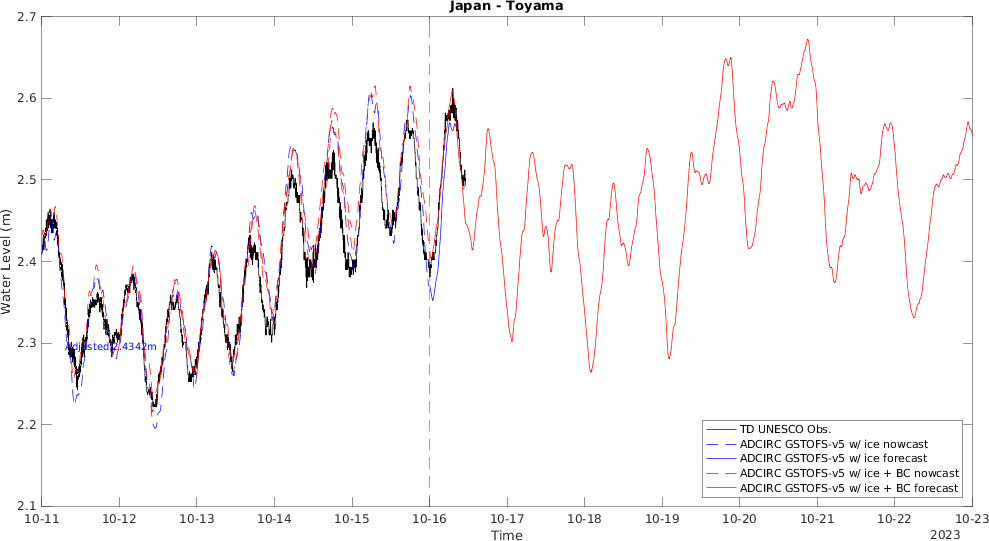 Japan - Toyama
2.7
2.6
2.5
2.4
2.3
2.2
2.1
Water Level (m)
Adjusted 2.4342m
TD UNESCO Obs.
ADCIRC GSTOFS-v5 w/ ice nowcast
ADCIRC GSTOFS-v5 w/ ice forecast
ADCIRC GSTOFS-v5 w/ ice + BC nowcast
ADCIRC GSTOFS-v5 w/ ice + BC forecast
10-11 10-12 10-13 10-14 10-15 10-16 10-17 10-18 10-19 10-20 10-21 10-22 10-23
Time
2023